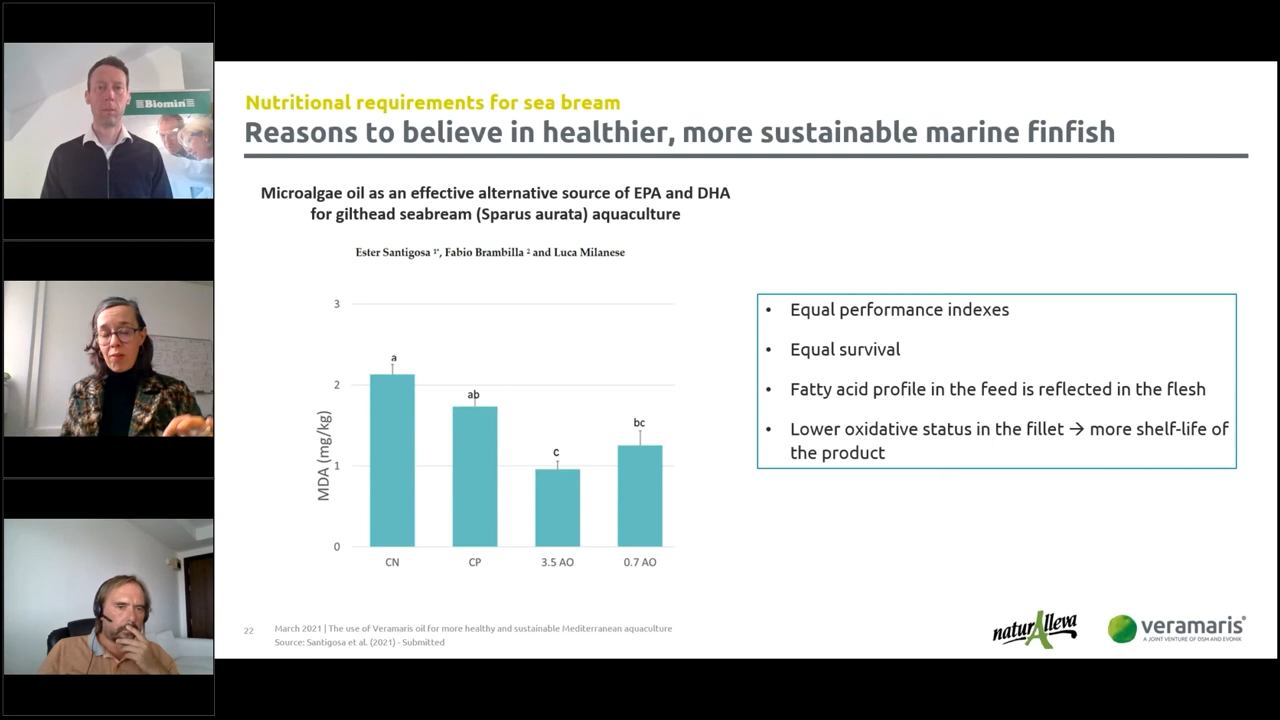 Biomin
Nutritional requirements for sea bream
Reasons to believe in healthier, more sustainable marine finfish
Microalgae oil as an effective alternative source of EPA and DHA
for gilthead seabream (Sparus aurata) aquaculture
Ester Santigosa 1*, Fabio Brambilla 2 and Luca Milanese
3
2
1
0
MDA (mg/kg)
a
ab
c
bc
CN
CP
3.5 AO
0.7 AO
• Equal performance indexes
• Equal survival
• Fatty acid profile in the feed is reflected in the flesh
• Lower oxidative status in the fillet → more shelf-life of
the product
22
March 2021 | The use of Veramaris oil for more healthy and sustainable Mediterranean aquaculture
Source: Santigosa et al. (2021) - Submitted
naturAlleva
veramaris®
A JOINT VENTURE OF DSM AND EVONIK